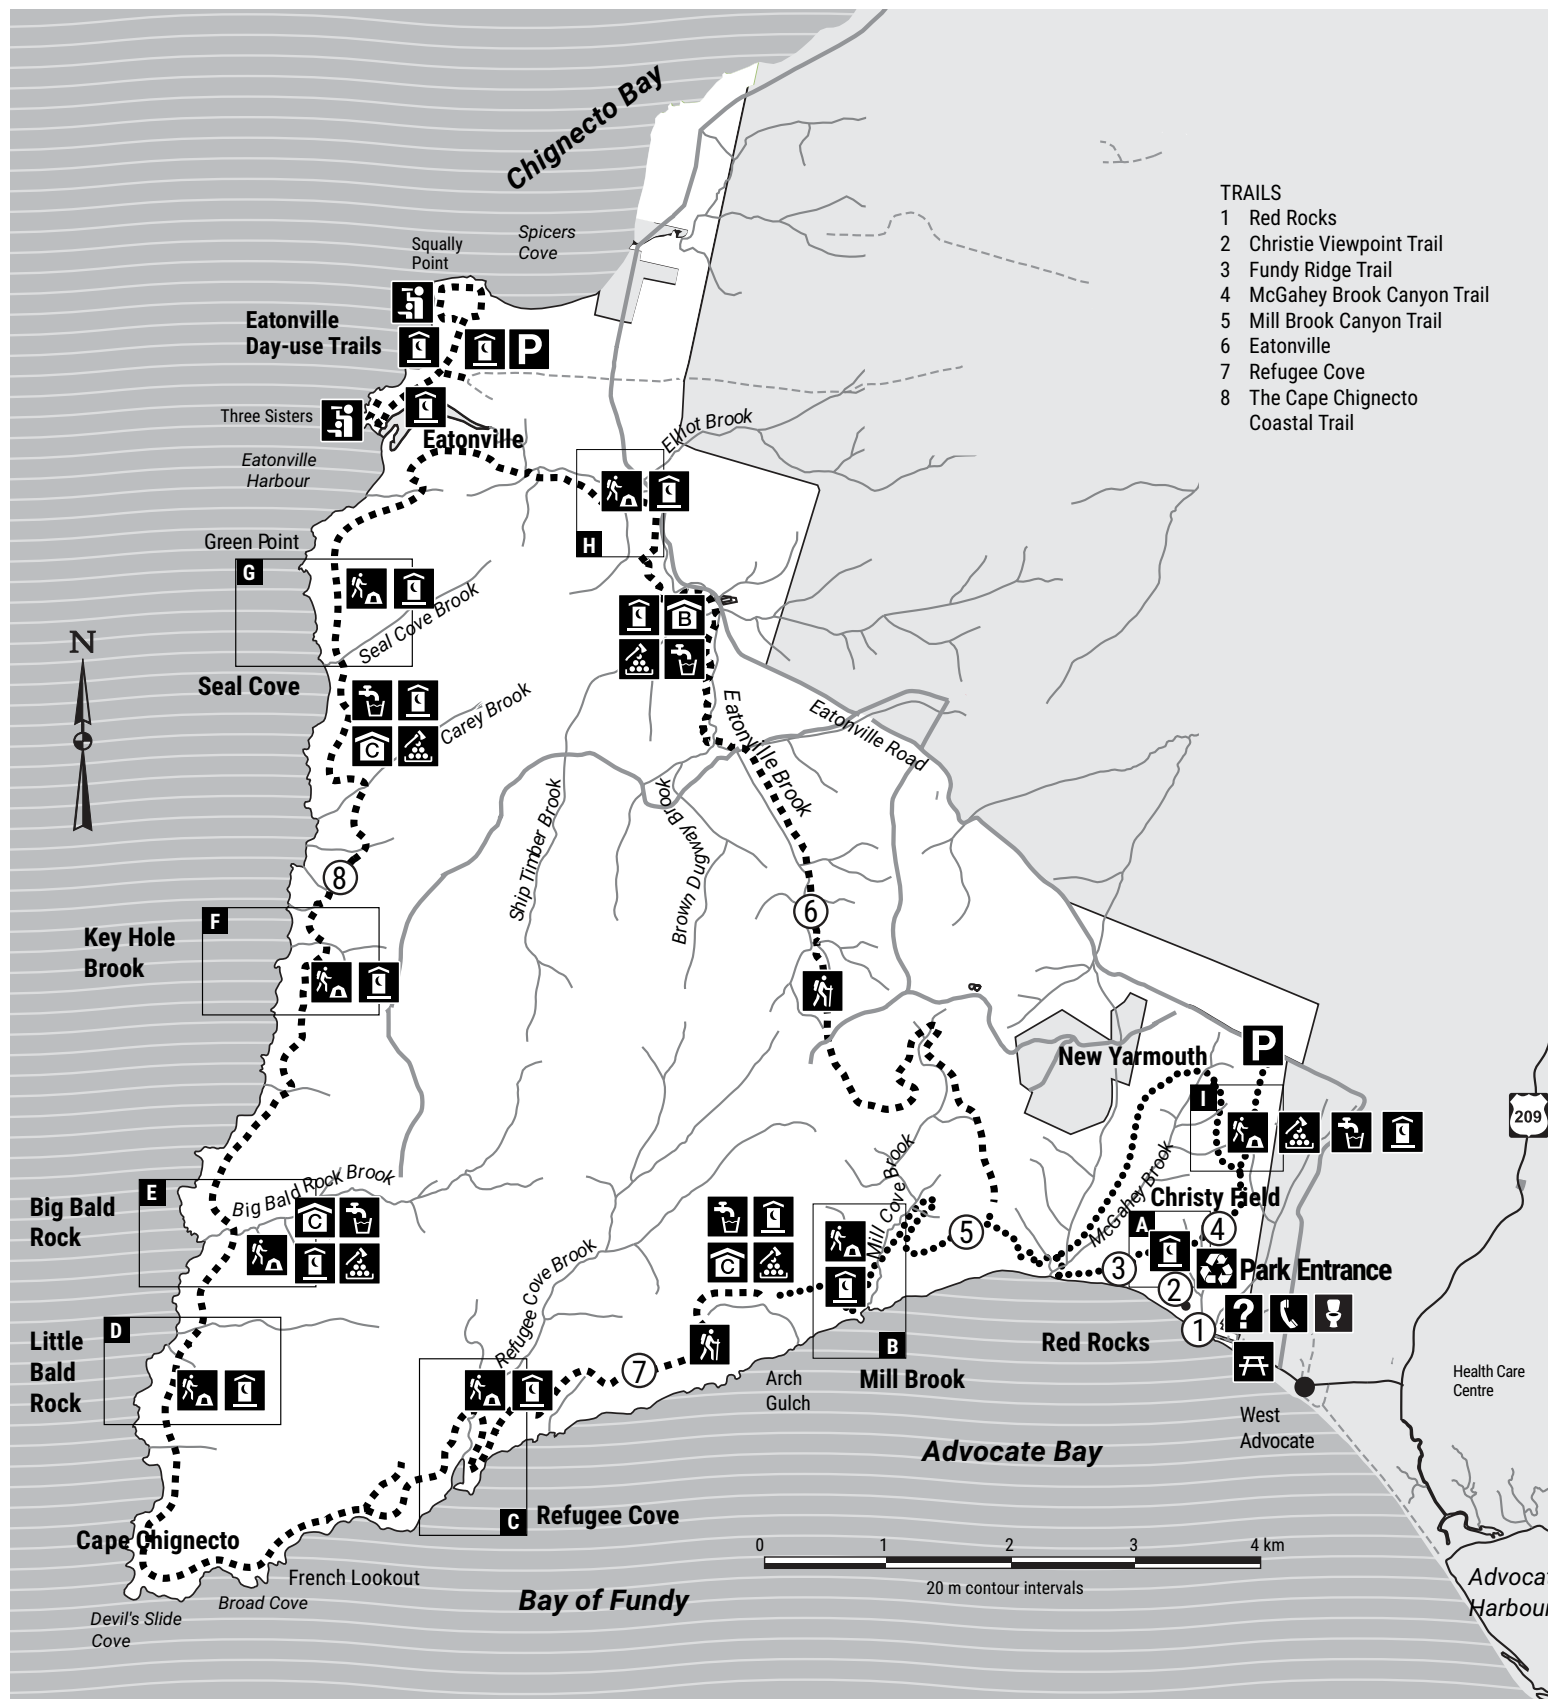 Chignecto Bay
TRAILS
1 Red Rocks
2 Christie Viewpoint Trail
3 Fundy Ridge Trail
4 McGahey Brook Canyon Trail
5 Mill Brook Canyon Trail
6 Eatonville
7 Refugee Cove
8 The Cape Chignecto
Coastal Trail
Spicers
Cove
Squally
Point
Eatonville
Day-use Trails
P
Three Sisters
Eatonville
Elliot Brook
Eatonville
Harbour
H
Green Point
G
Seal Cove Brook
B
N
Seal Cove
Carey Brook
C
Eatonville Brook
Eatonville Road
Ship Timber Brook
Brown Dugway Brook
8
6
F
Key Hole
Brook
B
New Yarmouth
P
I
209
McGahey Brook
Mill Cove Brook
E
Big Bald Rock Brook
Big Bald
Rock
C
C
5
Christy Field
A
4
3
2
1
Park Entrance
?
Refugee Cove Brook
D
Little
Bald
Rock
7
B
Red Rocks
Mill Brook
Arch
Gulch
Health Care
Centre
West
Advocate
Advocate Bay
C
Refugee Cove
Cape Chignecto
French Lookout
Broad Cove
Devil's Slide
Cove
Bay of Fundy
0 1 2 3 4 km
20 m contour intervals
Advoca
Harbou